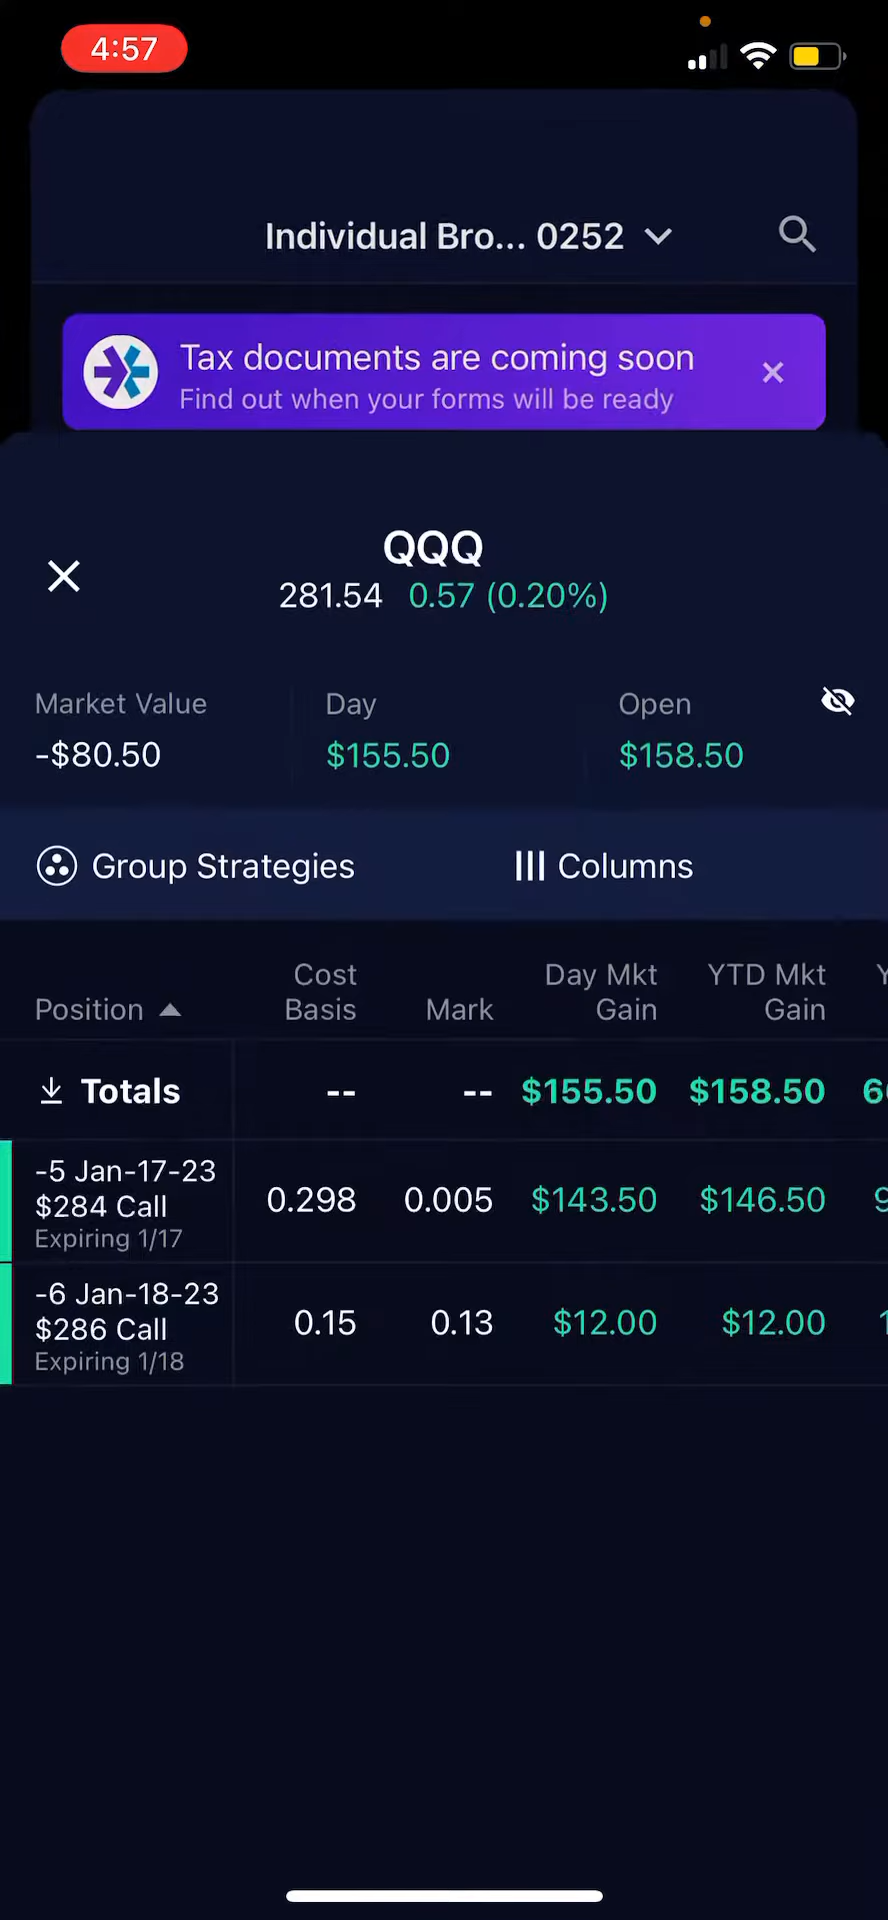 4:57
Individual Bro... 0252
Tax documents are coming soon
Find out when your forms will be ready
QQQ
281.54 0.57 (0.20%)
Market Value Day Open
-$80.50 $155.50 $158.50
Group Strategies Columns
Cost Day Mkt YTD Mkt Y
Position Basis Mark Gain Gain
Totals -- -- $155.50 $158.50 6
-5 Jan-17-23
$284 Call 0.298 0.005 $143.50 $146.50 9
Expiring 1/17
-6 Jan-18-23
$286 Call 0.15 0.13 $12.00 $12.00 1
Expiring 1/18